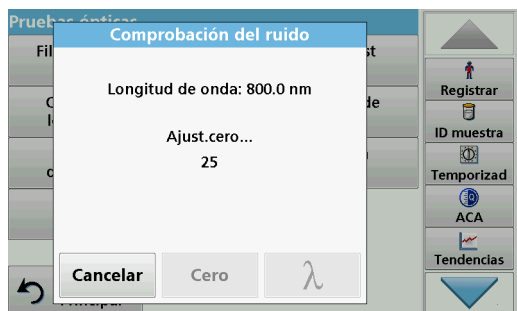 Pruebas ópticas
Comprobación del ruido
Longitud de onda: 800.0 nm
Ajust.cero...
25
Cancelar
Cero
λ
Principal
Registrar
ID muestra
Temporizad
ACA
Tendencias